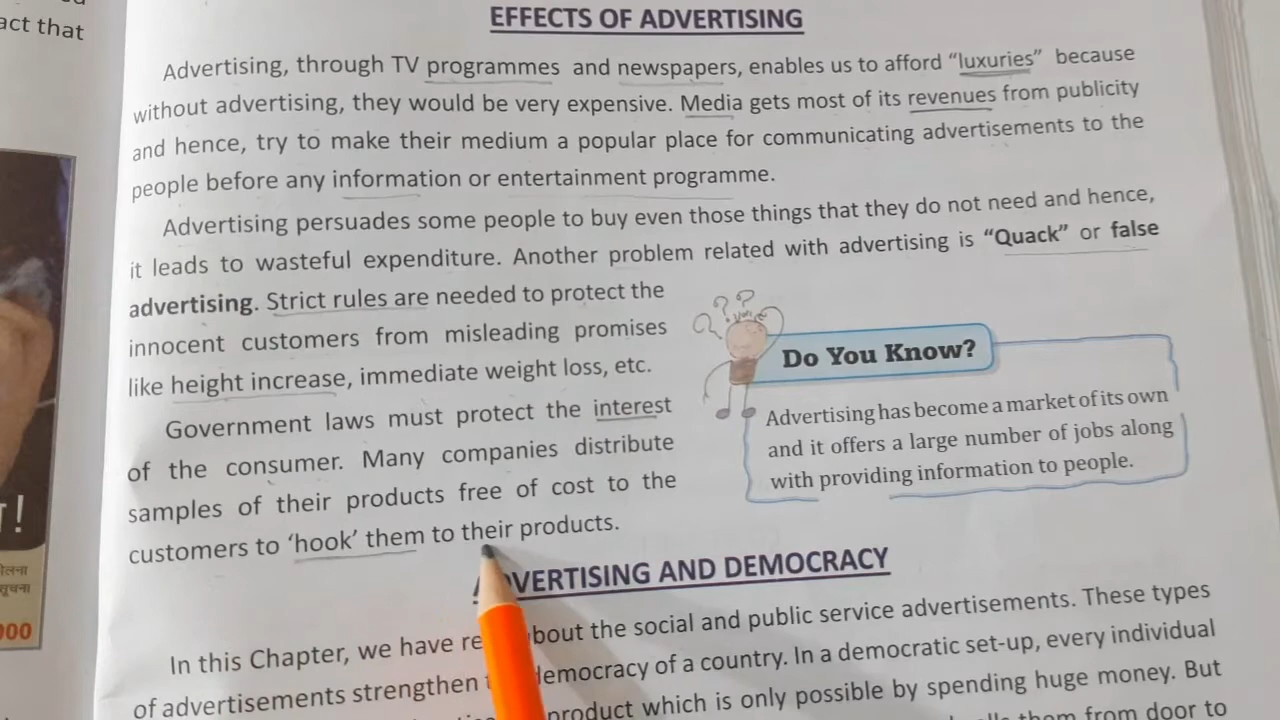 act that
EFFECTS OF ADVERTISING
Advertising, through TV programmes and newspapers, enables us to afford “luxuries” because
without advertising, they would be very expensive. Media gets most of its revenues from publicity
and hence, try to make their medium a popular place for communicating advertisements to the
people before any information or entertainment programme.
Advertising persuades some people to buy even those things that they do not need and hence,
it leads to wasteful expenditure. Another problem related with advertising is “Quack” or false
advertising. Strict rules are needed to protect the
innocent customers from misleading promises
like height increase, immediate weight loss, etc.
Government laws must protect the interest
of the consumer. Many companies distribute
samples of their products free of cost to the
customers to ‘hook’ them to their products.
Do You Know?
Advertising has become a market of its own
and it offers a large number of jobs along
with providing information to people.
!
सूचना
000
ADVERTISING AND DEMOCRACY
In this Chapter, we have re bout the social and public service advertisements. These types
of advertisements strengthen democracy of a country. In a democratic set-up, every individual
product which is only possible by spending huge money. But
them from door to